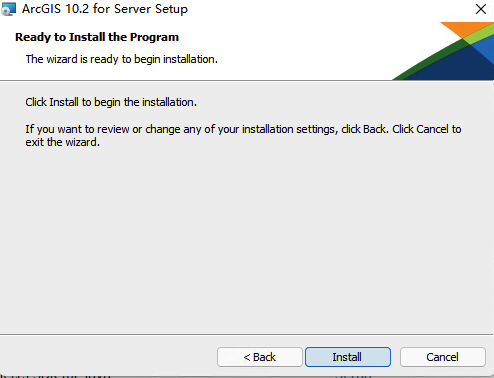 ArcGIS 10.2 for Server Setup
Ready to Install the Program
The wizard is ready to begin installation.
Click Install to begin the installation.
If you want to review or change any of your installation settings, click Back. Click Cancel to
exit the wizard.
< Back
Install
Cancel